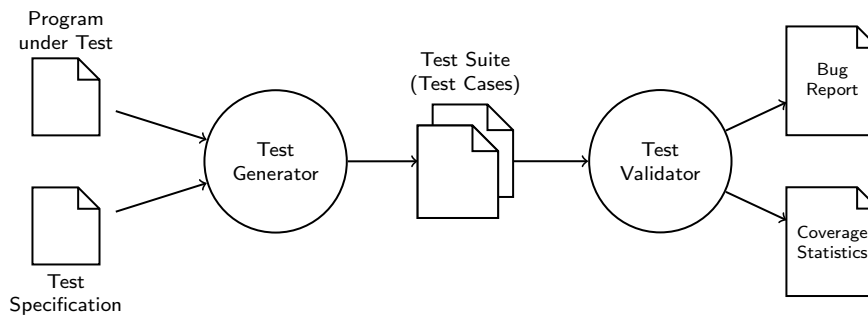 Program
under Test
Test
Specification
Test
Generator
Test Suite
(Test Cases)
Test
Validator
Bug
Report
Coverage
Statistics